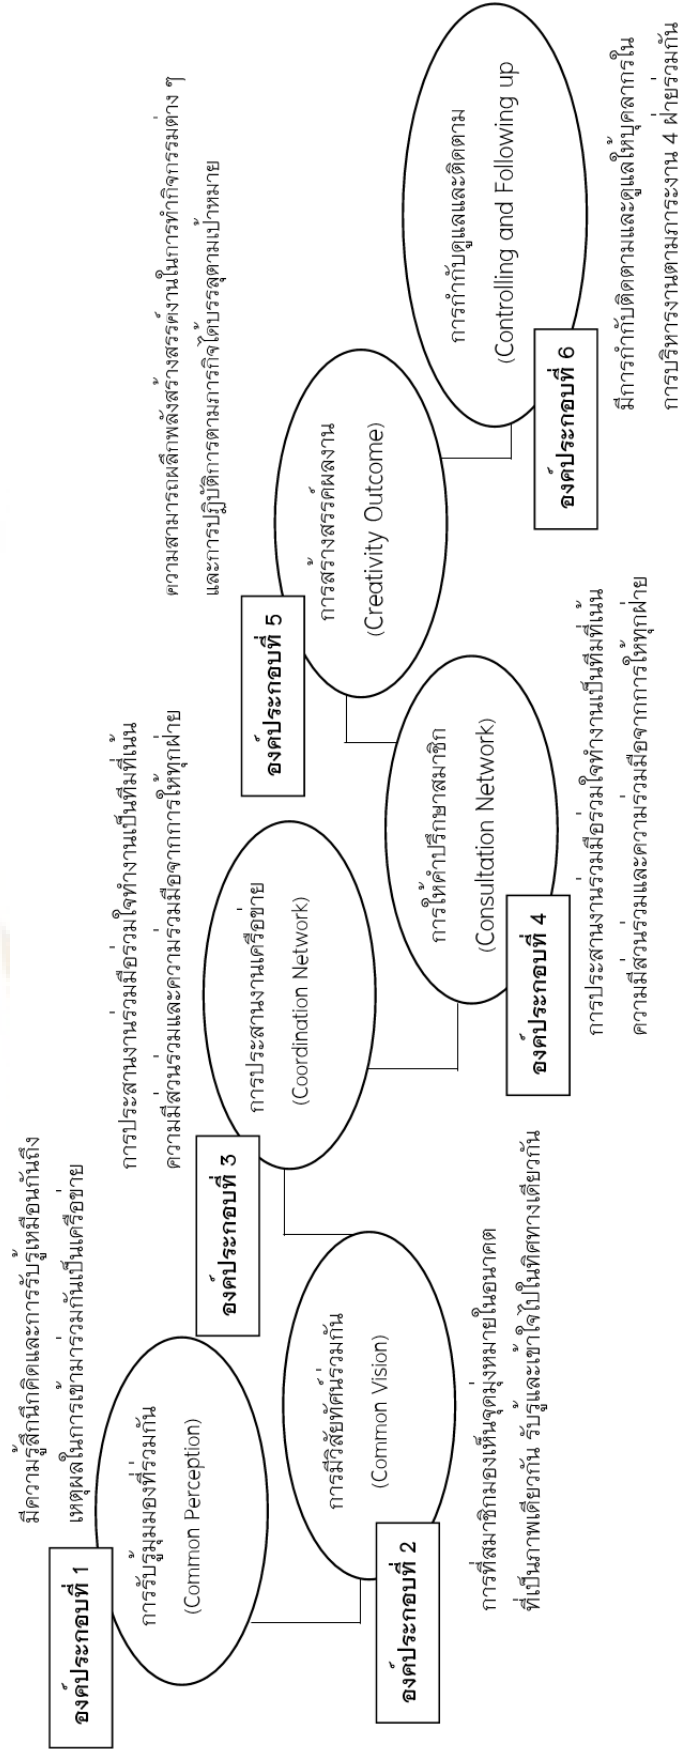 มีความรู้สึกนึกคิดและการรับรู้เหมือนกันถึง
เหตุผลในการเข้ามาร่วมกันเป็นเครือข่าย
องค์ประกอบที่ 1
การรับรู้มุมมองที่ร่วมกัน
(Common Perception)
องค์ประกอบที่ 2
การมีวิสัยทัศน์ร่วมกัน
(Common Vision)
การที่สมาชิกมองเห็นจุดมุ่งหมายในอนาคต
ที่เป็นภาพเดียวกัน รับรู้และเข้าใจไปในทิศทางเดียวกัน
การประสานงานร่วมมือร่วมใจทำงานเป็นทีมที่เน้น
ความมีส่วนร่วมและความร่วมมือจากการให้ทุกฝ่าย
องค์ประกอบที่ 3
การประสานงานเครือข่าย
(Coordination Network)
องค์ประกอบที่ 4
การให้คำปรึกษาสมาชิก
(Consultation Network)
การประสานงานร่วมมือร่วมใจทำงานเป็นทีมที่เน้น
ความมีส่วนร่วมและความร่วมมือจากการให้ทุกฝ่าย
ความสามารถผลึกพลังสร้างสรรค์งานในการทำกิจกรรมต่าง ๆ
และการปฏิบัติการตามภารกิจได้บรรลุตามเป้าหมาย
องค์ประกอบที่ 5
การสร้างสรรค์ผลงาน
(Creativity Outcome)
องค์ประกอบที่ 6
การกำกับดูแลและติดตาม
(Controlling and Following up
มีการกำกับติดตามและดูแลให้บุคลากรใน
การบริหารงานตามภาระงาน 4 ฝ่ายร่วมกัน